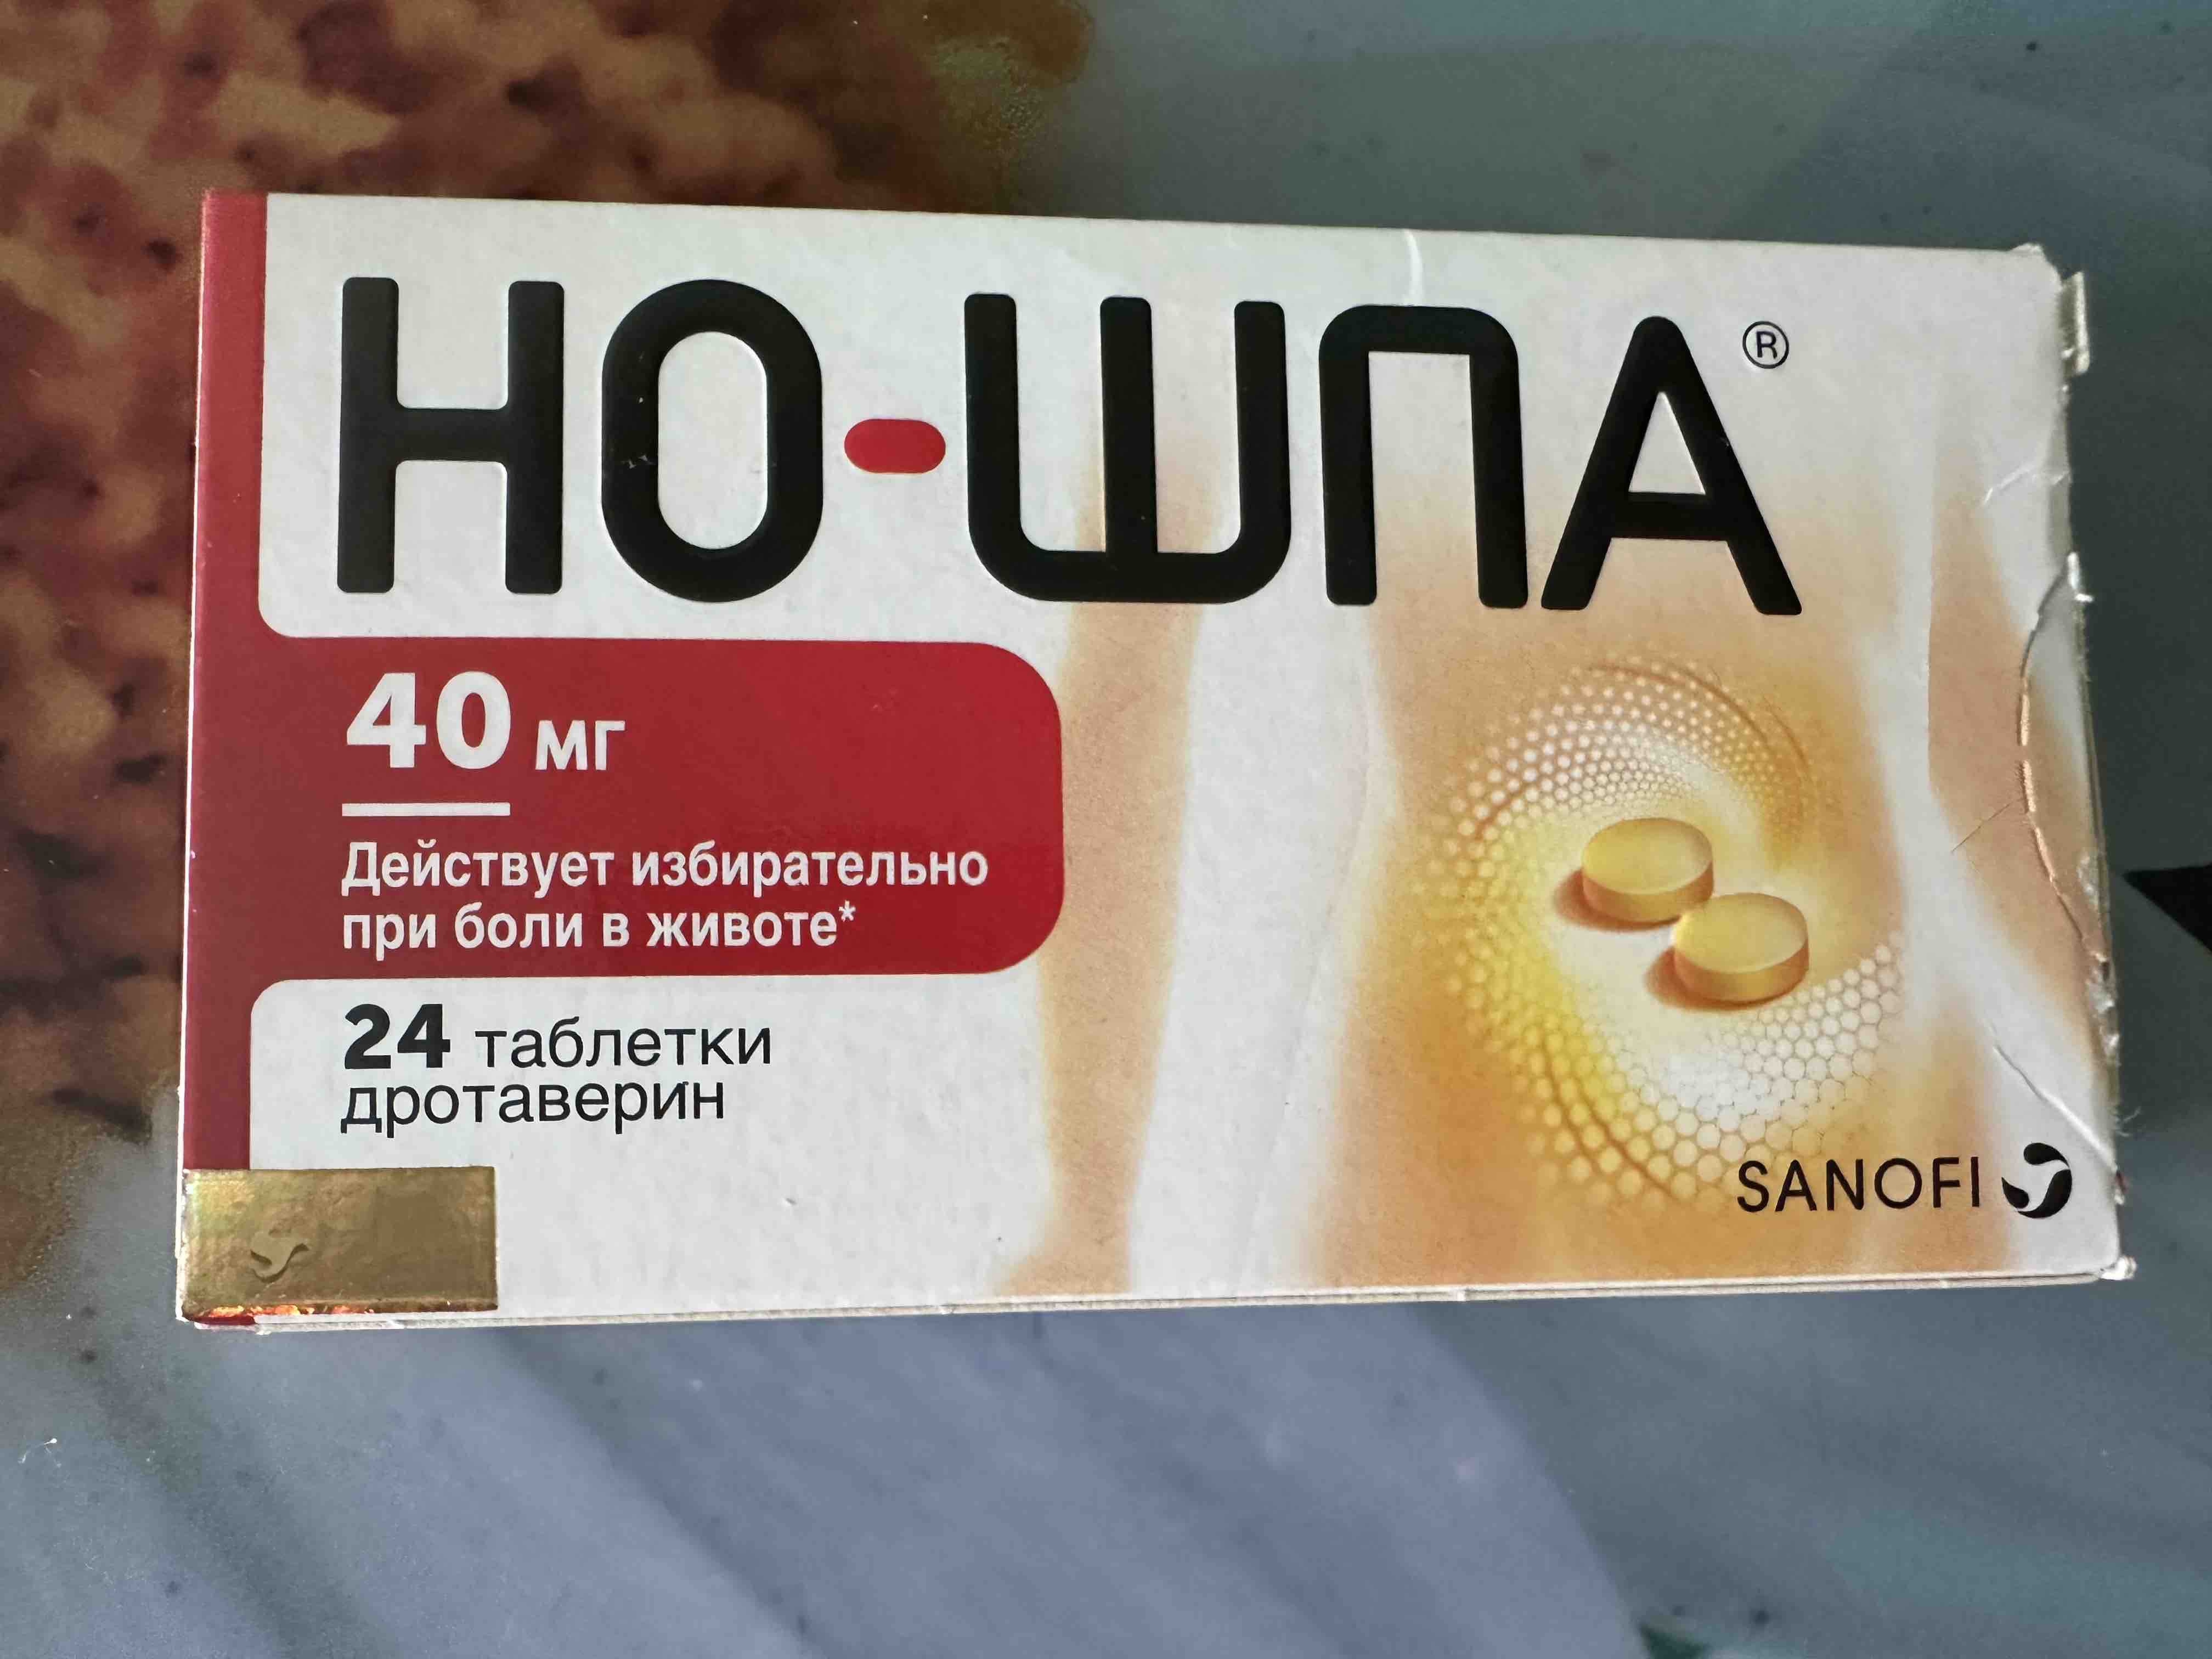 НО-ШПА®
40 мг
Действует избирательно
при боли в животе*
24 таблетки
дротаверин
SANOFI